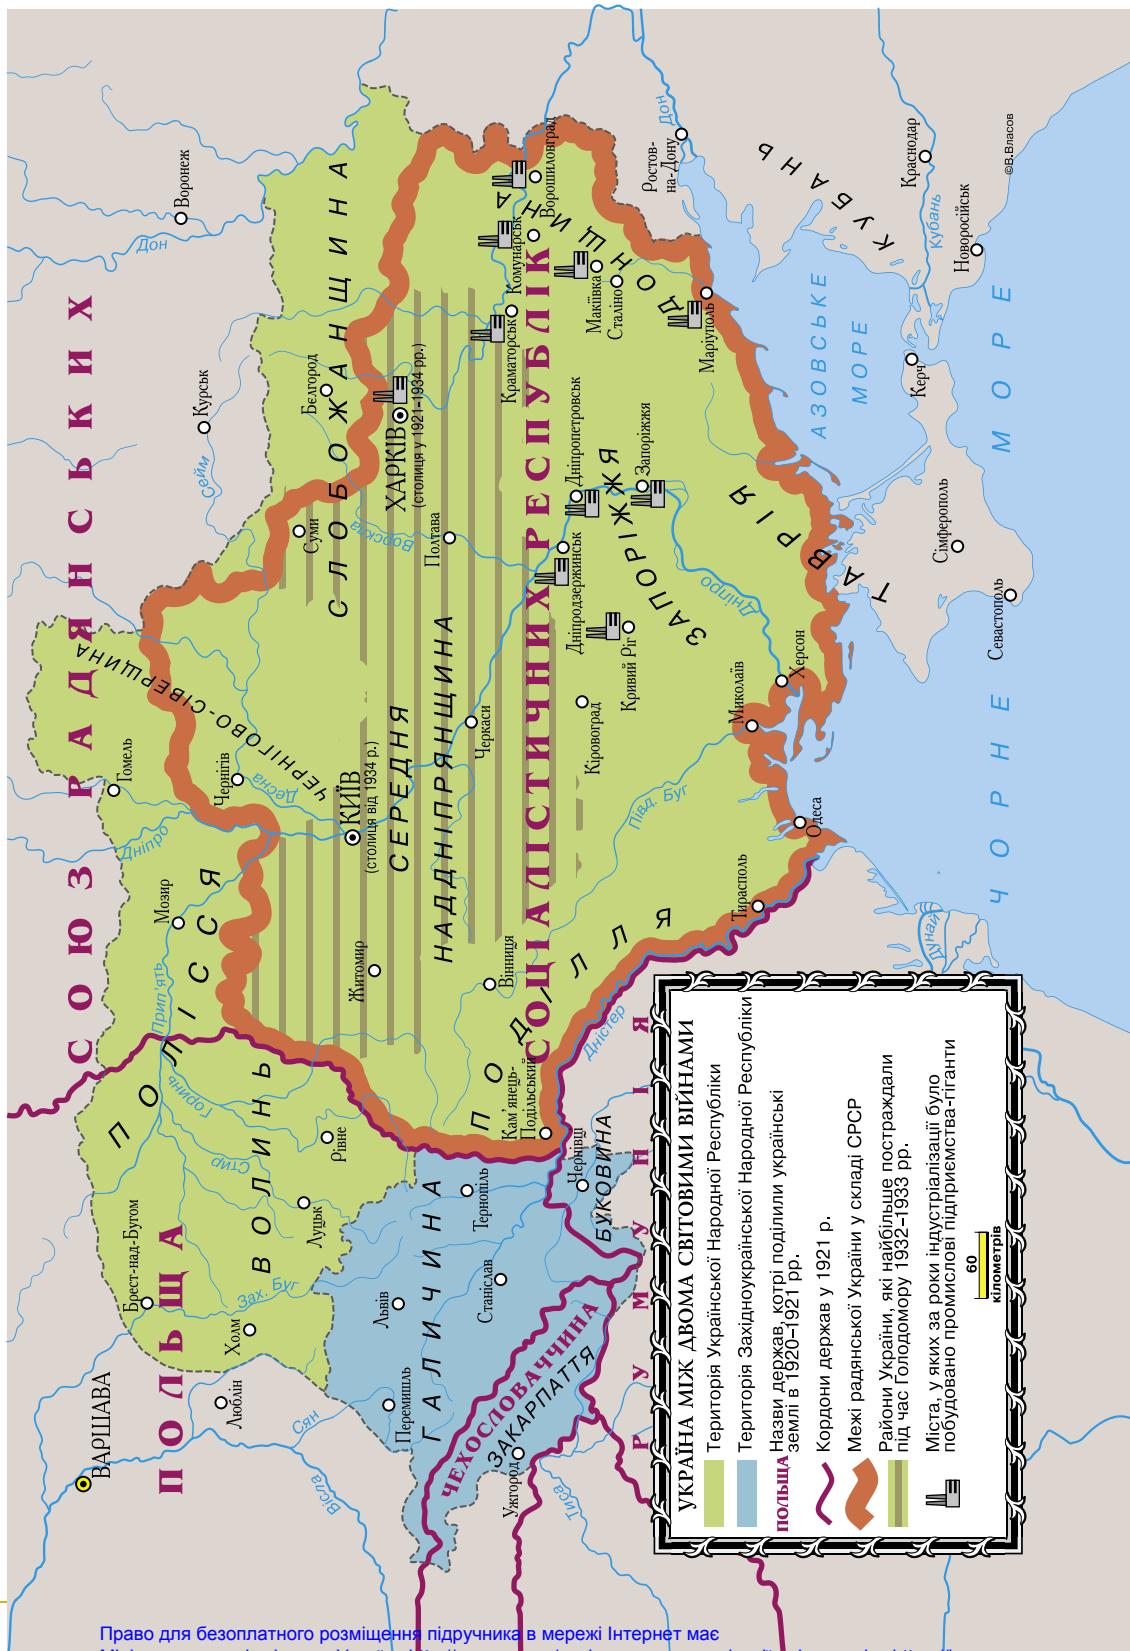 СОЮЗ РАДЯНСЬКИХ
СОЦІАЛІСТИЧНИХ РЕСПУБЛІК
ПОЛЬЩА
ЧЕХОСЛОВАЧЧИНА
РУМУНІЯ
ВАРШАВА
Люблін
Холм
Брест-над-Бугом
Перемишль
Львів
Станіслав
Тернопіль
Ужгород
Чернівці
Луцьк
Рівне
Кам'янець-
Подільський
Житомир
Вінниця
Мозир
Гомель
Чернігів
КИЇВ
(столиця від 1934 р.)
Черкаси
Кіровоград
Кривий Ріг
Тирасполь
Одеса
Миколаїв
Херсон
Суми
Полтава
Курськ
Бєлгород
Воронеж
ХАРКІВ
(столиця у 1921–1934 рр.)
Дніпродзержинськ
Дніпропетровськ
Запоріжжя
Краматорськ
Комунарськ
Ворошиловград
Макіївка
Сталіно
Маріуполь
Ростов-
на-Дону
Краснодар
Новоросійськ
Керч
Сімферополь
Севастополь
ПОЛІССЯ
ВОЛИНЬ
ГАЛИЧИНА
ЗАКАРПАТТЯ
БУКОВИНА
ПОДІЛЛЯ
ЧЕРНІГОВО-СІВЕРЩИНА
СЕРЕДНЯ
НАДДНІПРЯНЩИНА
СЛОБОЖАНЩИНА
ЗАПОРІЖЖЯ
ДОНЩИНА
ТАВРІЯ
КУБАНЬ
АЗОВСЬКЕ
МОРЕ
ЧОРНЕ МОРЕ
Вісла
Сян
Зах. Буг
Тиса
Стир
Горинь
Прип'ять
Дніпро
Десна
Сейм
Дон
Ворскла
Дніпро
Півд. Буг
Дністер
Дунай
Дон
Кубань
©В.Власов
УКРАЇНА МІЖ ДВОМА СВІТОВИМИ ВІЙНАМИ
Територія Української Народної Республіки
Територія Західноукраїнської Народної Республіки
ПОЛЬЩА Назви держав, котрі поділили українські
землі в 1920–1921 рр.
Кордони держав у 1921 р.
Межі радянської України у складі СРСР
Райони України, які найбільше постраждали
під час Голодомору 1932–1933 рр.
Міста, у яких за роки індустріалізації було
побудовано промислові підприємства-гіганти
60
кілометрів
Право для безоплатного розміщення підручника в мережі Інтернет має